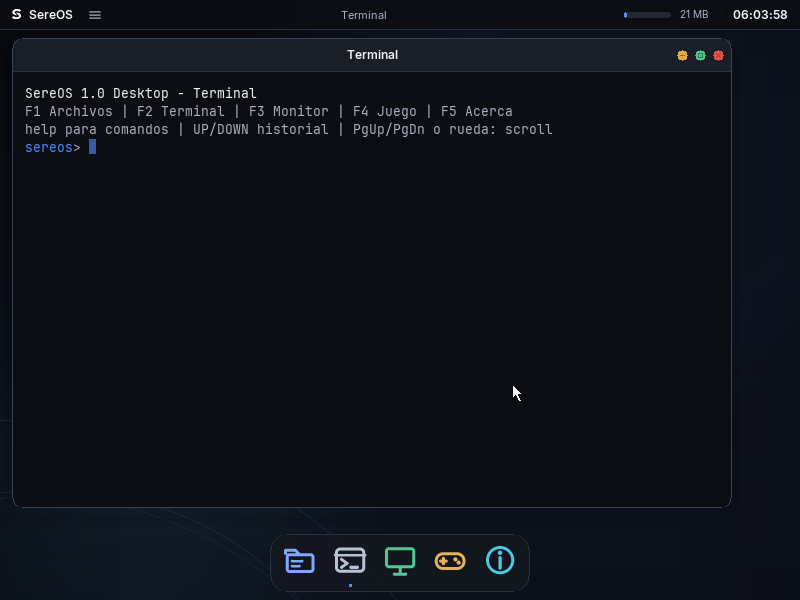 SereOS
Terminal
21 MB
06:03:58
Terminal
SereOS 1.0 Desktop - Terminal
F1 Archivos | F2 Terminal | F3 Monitor | F4 Juego | F5 Acerca
help para comandos | UP/DOWN historial | PgUp/PgDn o rueda: scroll
sereos>